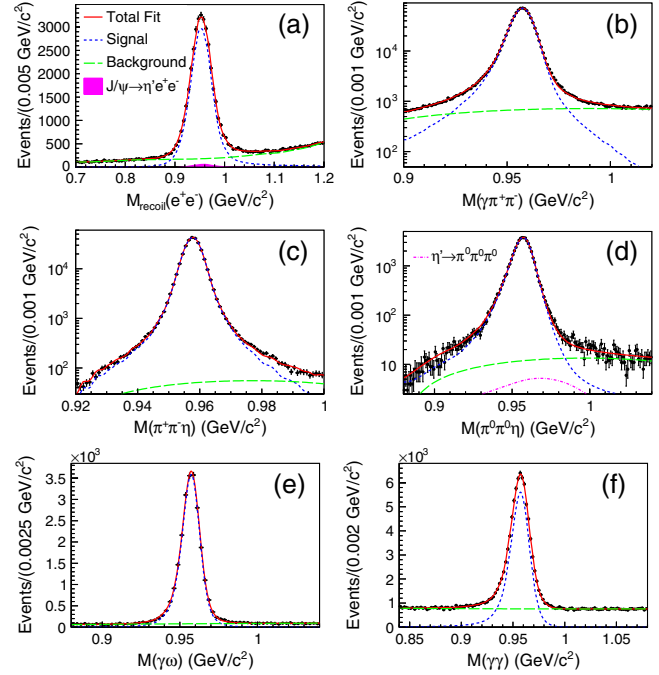 Total Fit
Signal
Background
J/ψ→η'e⁺e⁻
(a)
Events/(0.005 GeV/c²)
0
500
1000
1500
2000
2500
3000
0.7 0.8 0.9 1 1.1 1.2
M_recoil(e⁺e⁻) (GeV/c²)
(b)
Events/(0.001 GeV/c²)
10²
10³
10⁴
0.9 0.95 1
M(γπ⁺π⁻) (GeV/c²)
(c)
Events/(0.001 GeV/c²)
10²
10³
10⁴
0.92 0.94 0.96 0.98 1
M(π⁺π⁻η) (GeV/c²)
(d)
η'→π⁰π⁰π⁰
Events/(0.001 GeV/c²)
10
10²
10³
0.9 0.95 1
M(π⁰π⁰η) (GeV/c²)
×10³
(e)
Events/(0.0025 GeV/c²)
0
0.5
1
1.5
2
2.5
3
3.5
0.9 0.95 1
M(γω) (GeV/c²)
×10³
(f)
Events/(0.002 GeV/c²)
0
1
2
3
4
5
6
7
0.85 0.9 0.95 1 1.05
M(γγ) (GeV/c²)